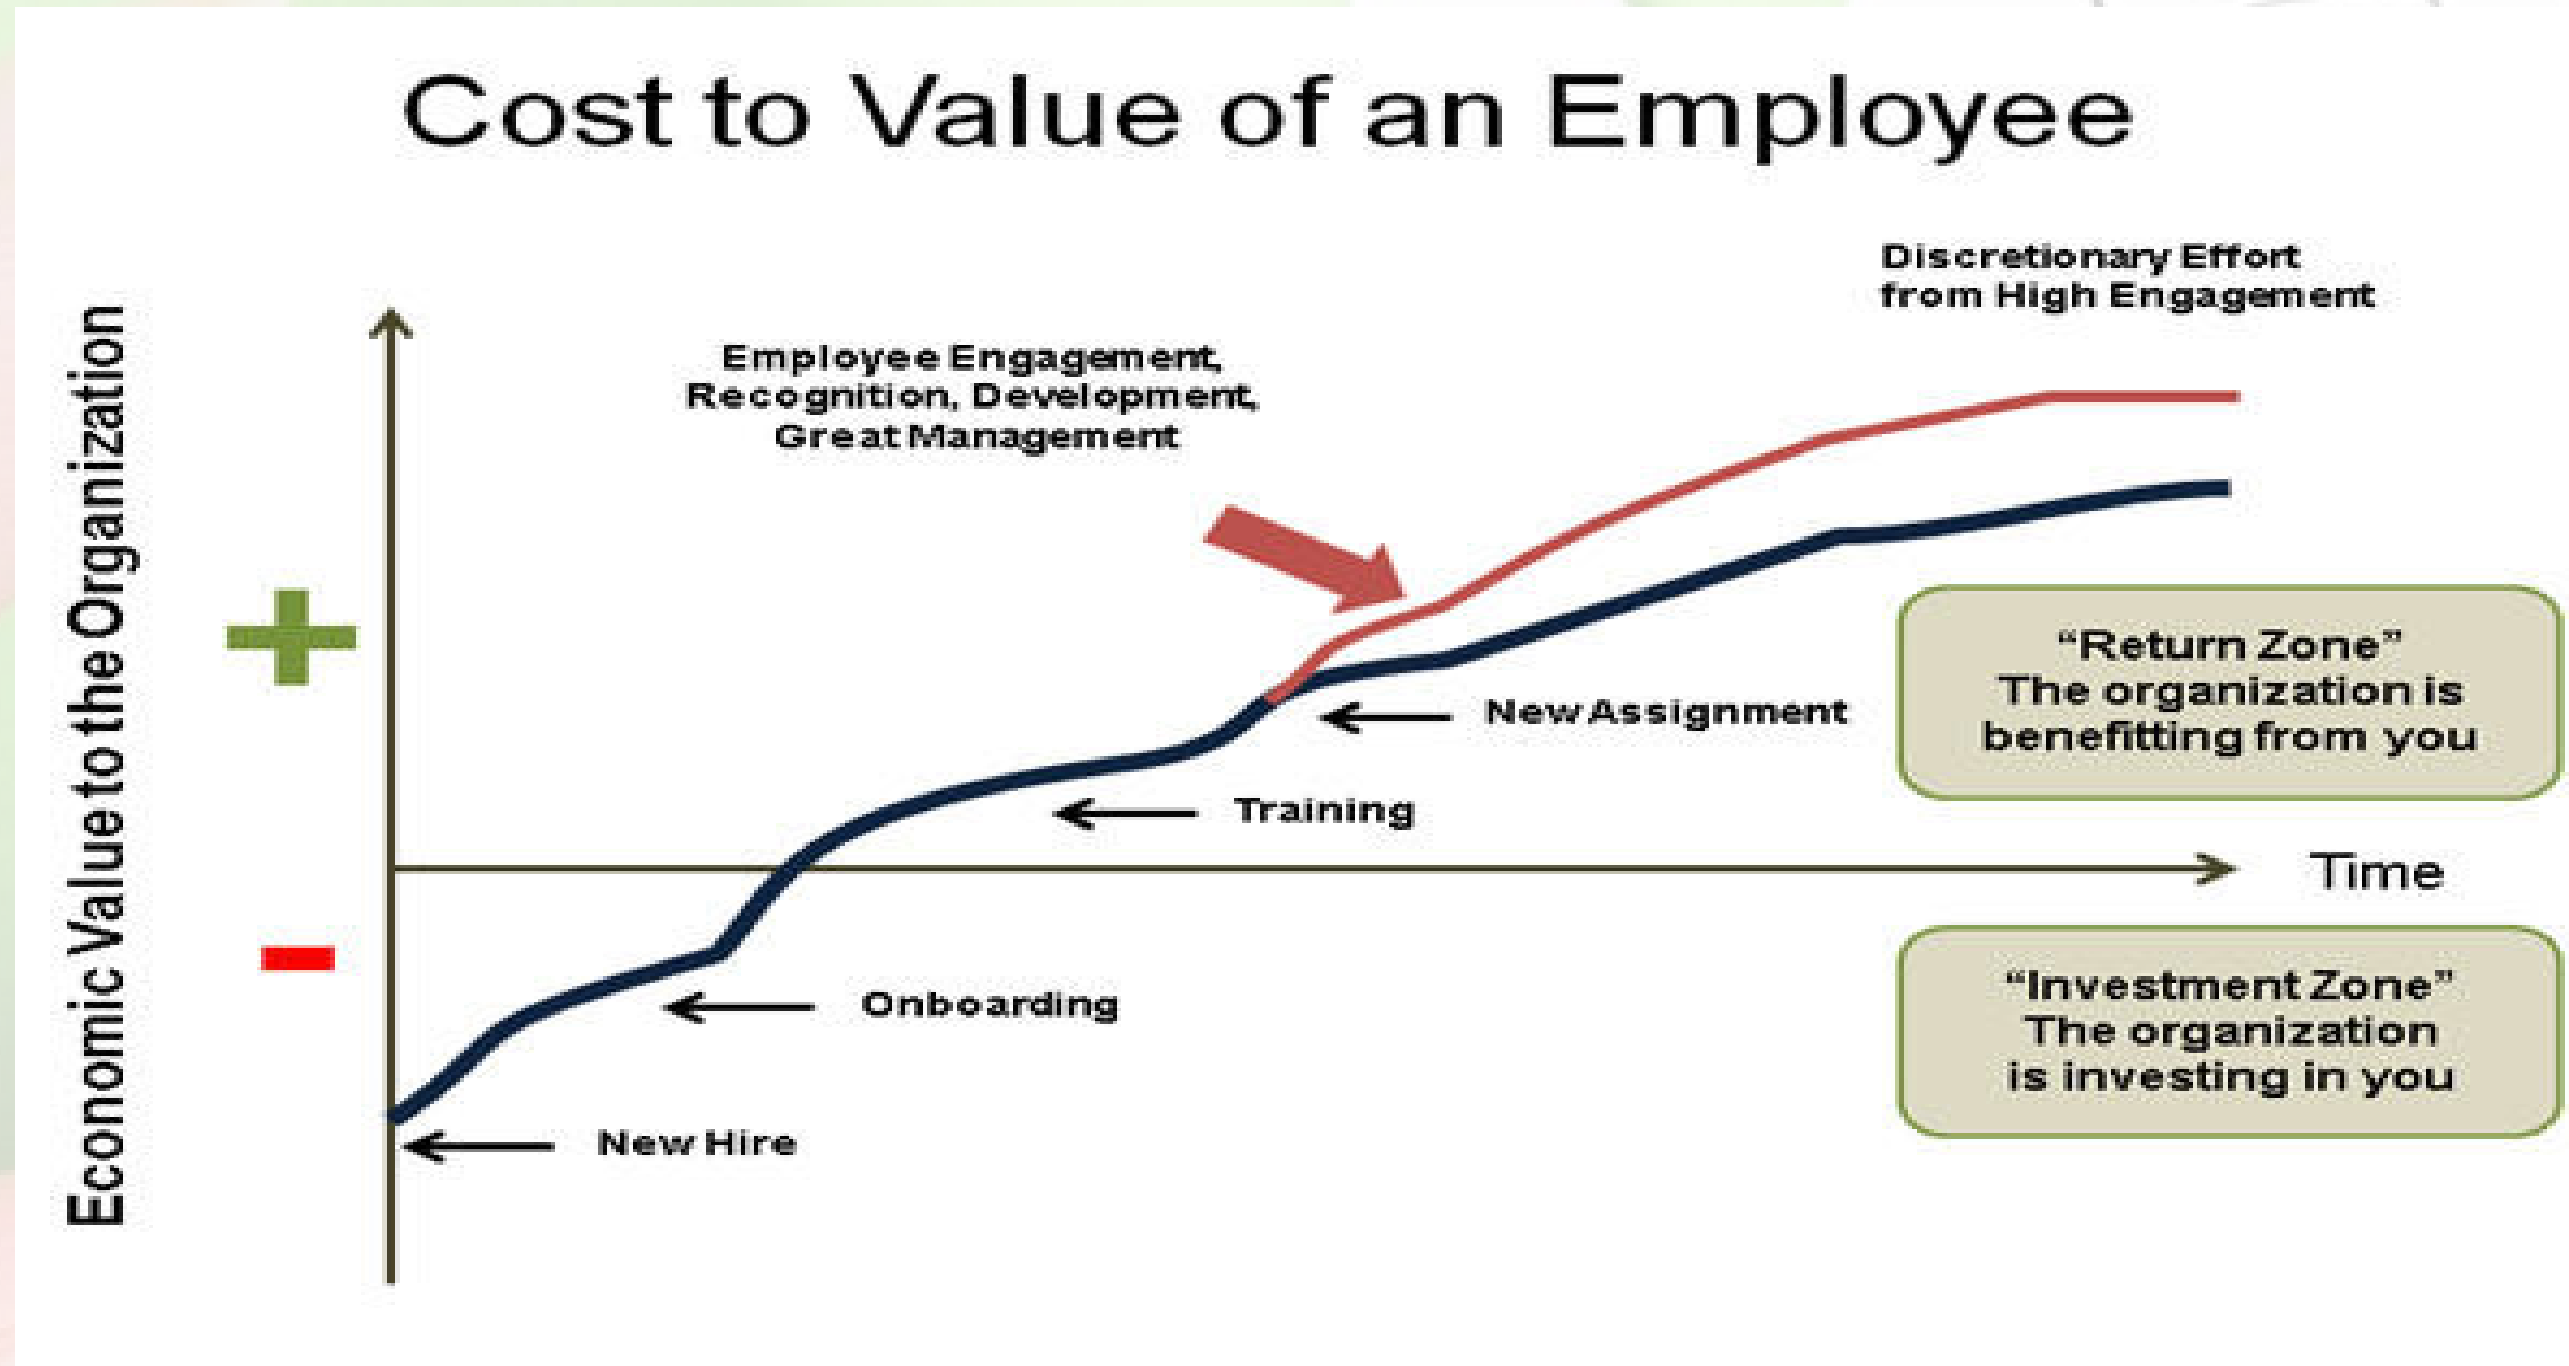 Cost to Value of an Employee
Discretionary Effort
from High Engagement
Employee Engagement,
Recognition, Development,
Great Management
Economic Value to the Organization
+
-
"Return Zone"
The organization is
benefitting from you
New Assignment
Training
Time
"Investment Zone"
The organization
is investing in you
Onboarding
New Hire